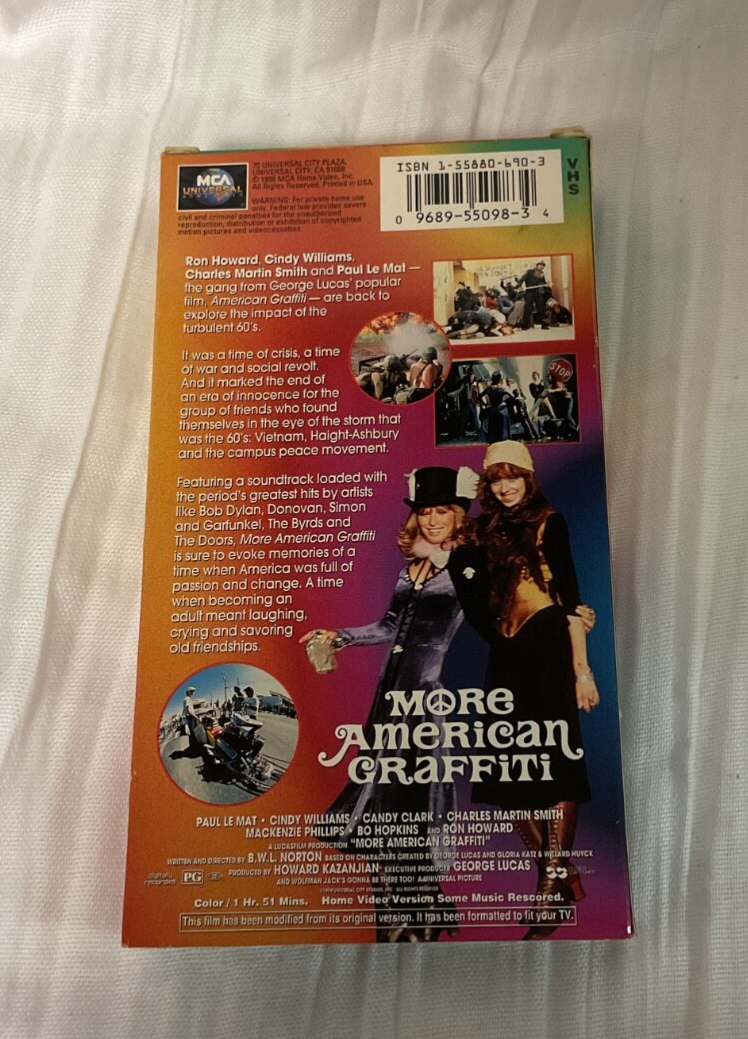 MCA
UNIVERSAL
70 UNIVERSAL CITY PLAZA,
UNIVERSAL CITY, CA 91608
MCA Home Video, Inc.
All Rights Reserved. Printed in USA.
WARNING: For private home use
only. Federal law provides severe
civil and criminal penalties for the unauthorized
reproduction, distribution or exhibition of copyrighted
motion pictures and videocassettes.
ISBN 1-55880-690-3
0 9689-55098-3 4
VHS
Ron Howard, Cindy Williams,
Charles Martin Smith and Paul Le Mat —
the gang from George Lucas' popular
film, American Graffiti — are back to
explore the impact of the
turbulent 60's.
It was a time of crisis, a time
of war and social revolt.
And it marked the end of
an era of innocence for the
group of friends who found
themselves in the eye of the storm that
was the 60's: Vietnam, Haight-Ashbury
and the campus peace movement.
STOP
Featuring a soundtrack loaded with
the period's greatest hits by artists
like Bob Dylan, Donovan, Simon
and Garfunkel, The Byrds and
The Doors, More American Graffiti
is sure to evoke memories of a
time when America was full of
passion and change. A time
when becoming an
adult meant laughing,
crying and savoring
old friendships.
MORE
AMERICAN
GRAFFITI
PAUL LE MAT • CINDY WILLIAMS • CANDY CLARK • CHARLES MARTIN SMITH
MACKENZIE PHILLIPS • BO HOPKINS AND RON HOWARD
A LUCASFILM PRODUCTION "MORE AMERICAN GRAFFITI"
WRITTEN AND DIRECTED BY B.W.L. NORTON BASED ON CHARACTERS CREATED BY GEORGE LUCAS AND GLORIA KATZ & WILLARD HUYCK
PRODUCED BY HOWARD KAZANJIAN EXECUTIVE PRODUCER GEORGE LUCAS
AND WOLFMAN JACK'S GONNA BE THERE TOO! A UNIVERSAL PICTURE
digitally
recorded
PG
Color / 1 Hr. 51 Mins. Home Video Version Some Music Rescored.
This film has been modified from its original version. It has been formatted to fit your TV.